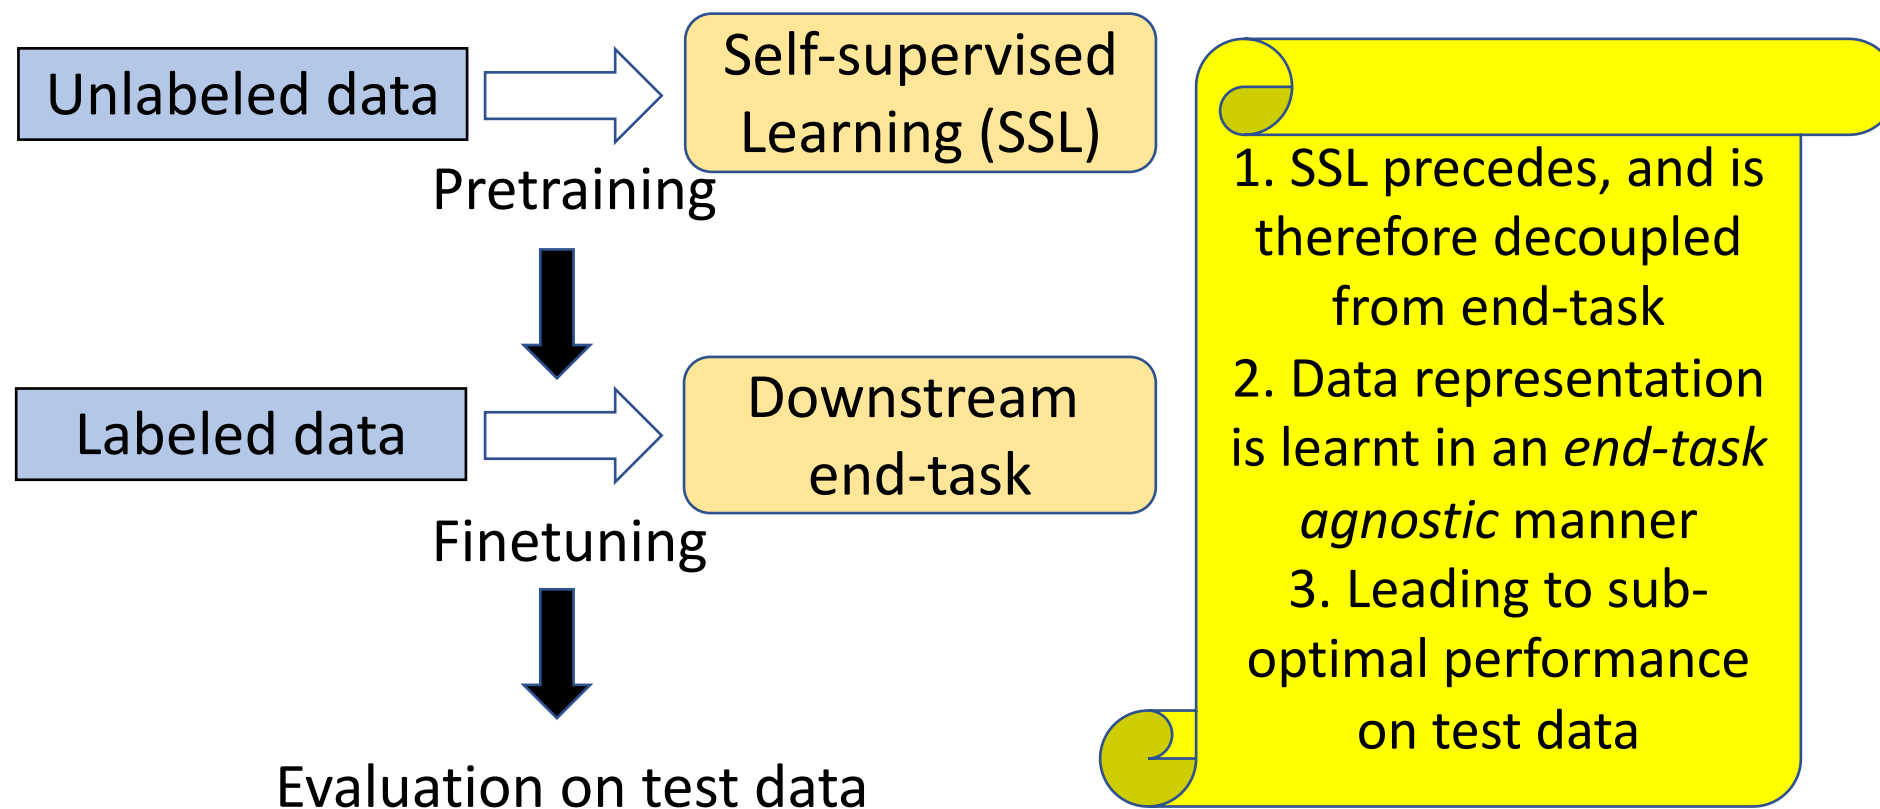 Unlabeled data
Self-supervised
Learning (SSL)
Pretraining
Labeled data
Downstream
end-task
Finetuning
Evaluation on test data
1. SSL precedes, and is
therefore decoupled
from end-task
2. Data representation
is learnt in an end-task
agnostic manner
3. Leading to sub-
optimal performance
on test data